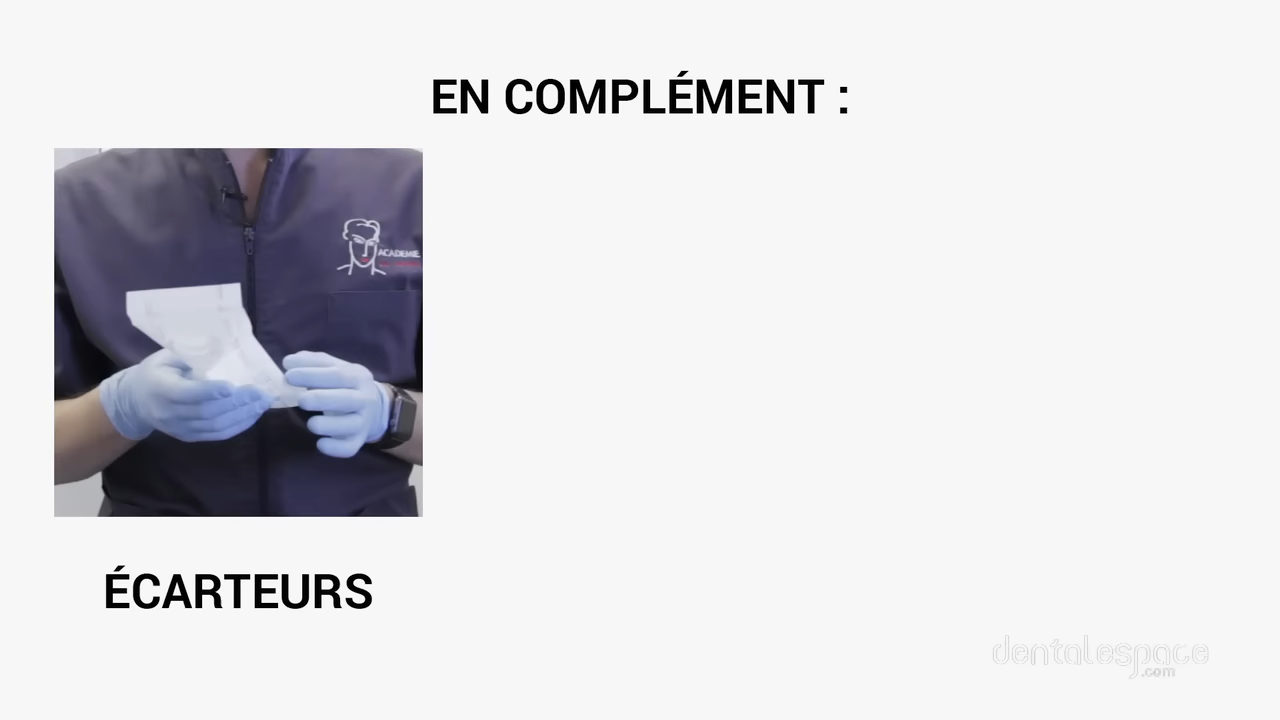 EN COMPLÉMENT :
ACADEMIE
ÉCARTEURS
dentalespace
.com